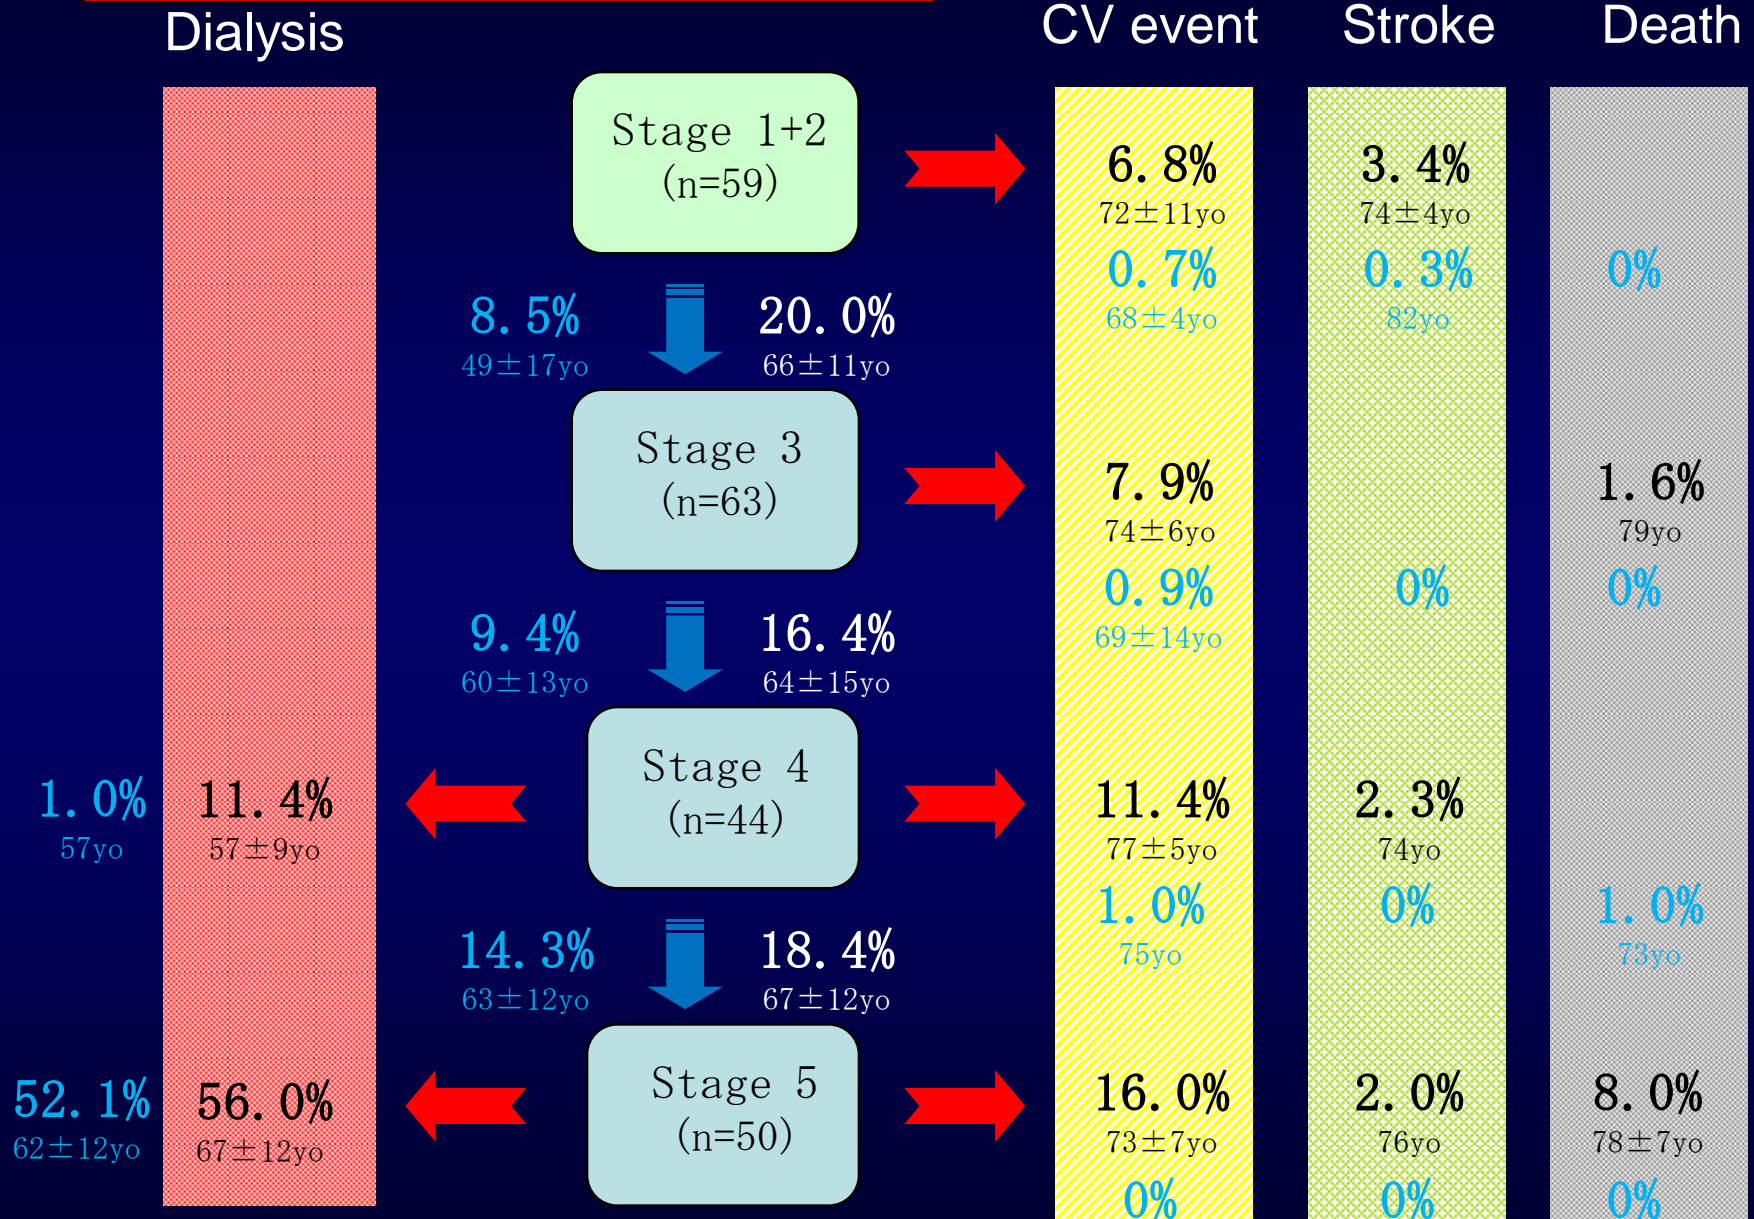 Dialysis
CV event
Stroke
Death
Stage 1+2
(n=59)
6.8%
72±11yo
3.4%
74±4yo
0.7%
68±4yo
0.3%
82yo
0%
8.5%
49±17yo
20.0%
66±11yo
Stage 3
(n=63)
7.9%
74±6yo
1.6%
79yo
0.9%
69±14yo
0%
0%
9.4%
60±13yo
16.4%
64±15yo
Stage 4
(n=44)
1.0%
57yo
11.4%
57±9yo
11.4%
77±5yo
2.3%
74yo
1.0%
75yo
0%
1.0%
73yo
14.3%
63±12yo
18.4%
67±12yo
Stage 5
(n=50)
52.1%
62±12yo
56.0%
67±12yo
16.0%
73±7yo
2.0%
76yo
8.0%
78±7yo
0%
0%
0%